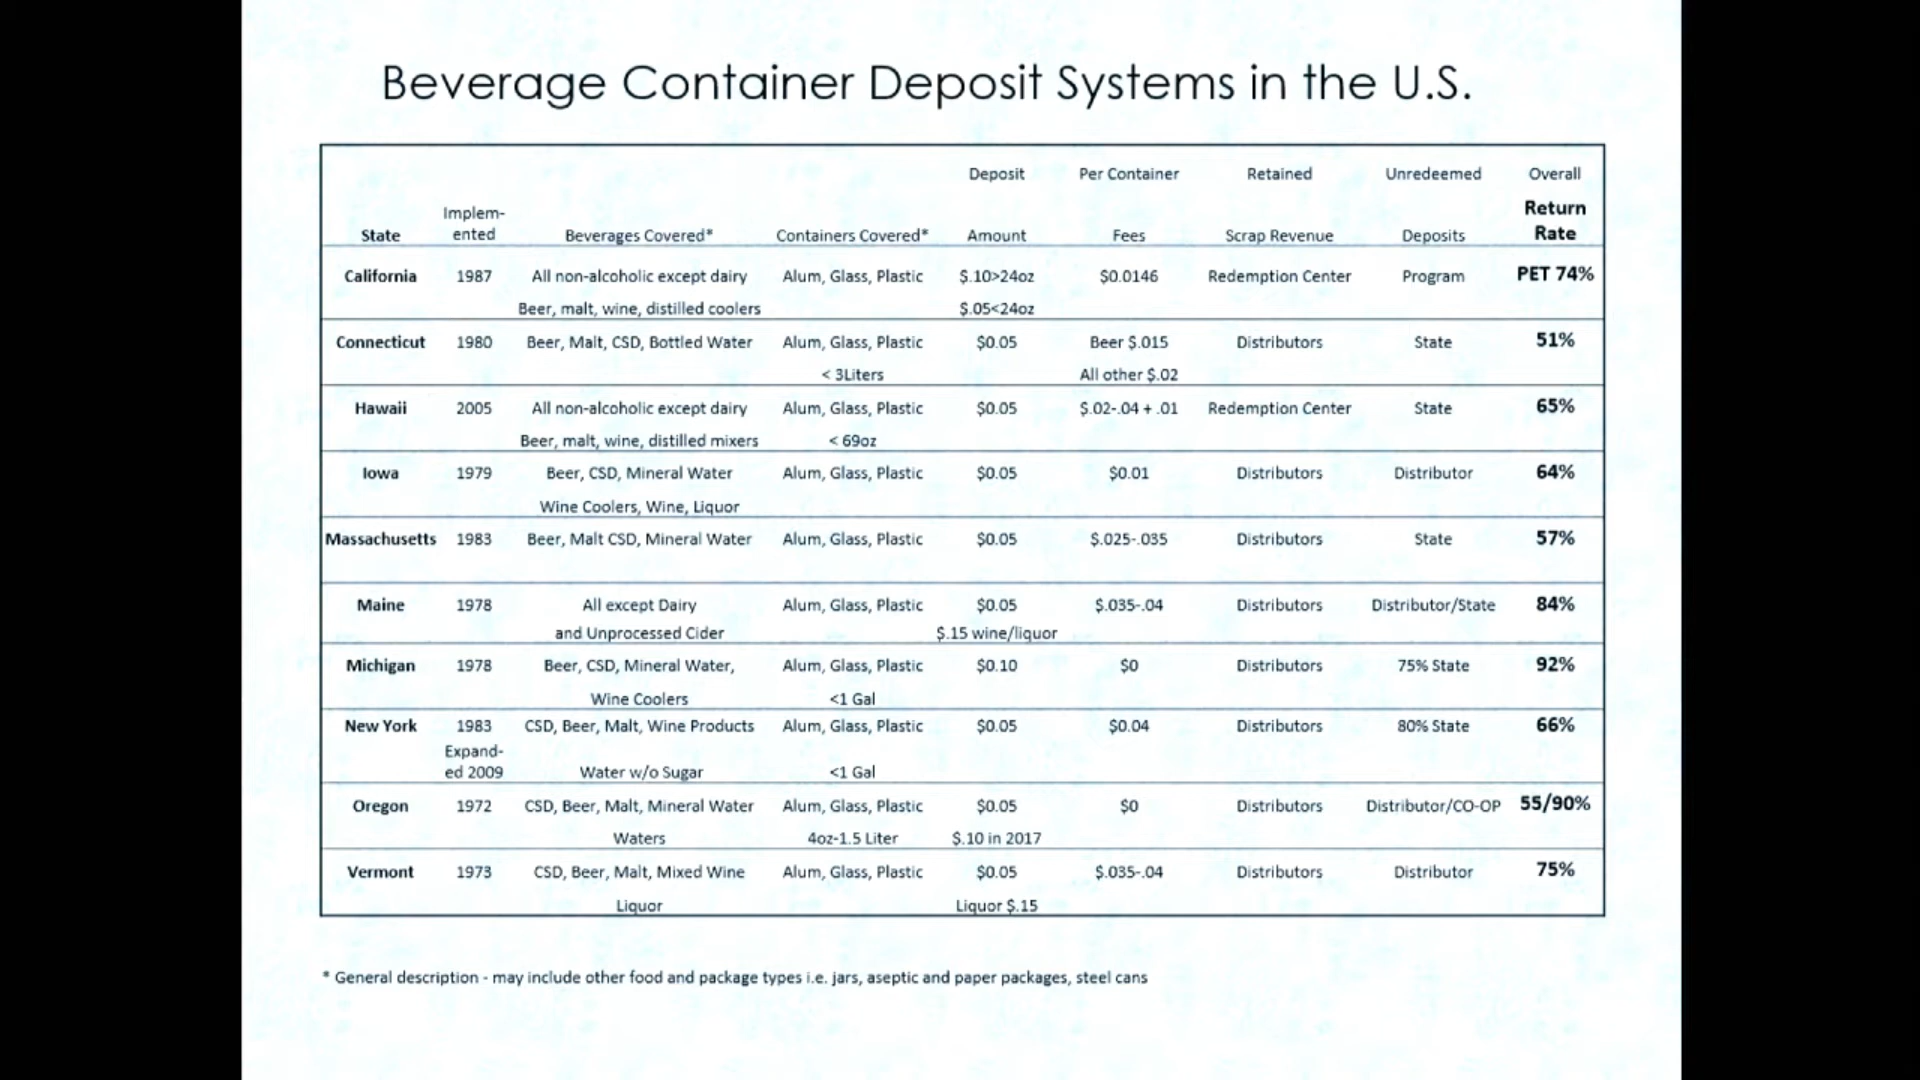 Beverage Container Deposit Systems in the U.S.
Deposit Per Container Retained Unredeemed Overall
State Implem-ented Beverages Covered* Containers Covered* Amount Fees Scrap Revenue Deposits Return Rate
California 1987 All non-alcoholic except dairy Alum, Glass, Plastic $.10>24oz $0.0146 Redemption Center Program PET 74%
Beer, malt, wine, distilled coolers $.05<24oz
Connecticut 1980 Beer, Malt, CSD, Bottled Water Alum, Glass, Plastic $0.05 Beer $.015 Distributors State 51%
< 3Liters All other $.02
Hawaii 2005 All non-alcoholic except dairy Alum, Glass, Plastic $0.05 $.02-.04 + .01 Redemption Center State 65%
Beer, malt, wine, distilled mixers < 69oz
Iowa 1979 Beer, CSD, Mineral Water Alum, Glass, Plastic $0.05 $0.01 Distributors Distributor 64%
Wine Coolers, Wine, Liquor
Massachusetts 1983 Beer, Malt CSD, Mineral Water Alum, Glass, Plastic $0.05 $.025-.035 Distributors State 57%
Maine 1978 All except Dairy Alum, Glass, Plastic $0.05 $.035-.04 Distributors Distributor/State 84%
and Unprocessed Cider $.15 wine/liquor
Michigan 1978 Beer, CSD, Mineral Water, Alum, Glass, Plastic $0.10 $0 Distributors 75% State 92%
Wine Coolers <1 Gal
New York 1983 CSD, Beer, Malt, Wine Products Alum, Glass, Plastic $0.05 $0.04 Distributors 80% State 66%
Expand-
ed 2009 Water w/o Sugar <1 Gal
Oregon 1972 CSD, Beer, Malt, Mineral Water Alum, Glass, Plastic $0.05 $0 Distributors Distributor/CO-OP 55/90%
Waters 4oz-1.5 Liter $.10 in 2017
Vermont 1973 CSD, Beer, Malt, Mixed Wine Alum, Glass, Plastic $0.05 $.035-.04 Distributors Distributor 75%
Liquor Liquor $.15
* General description - may include other food and package types i.e. jars, aseptic and paper packages, steel cans